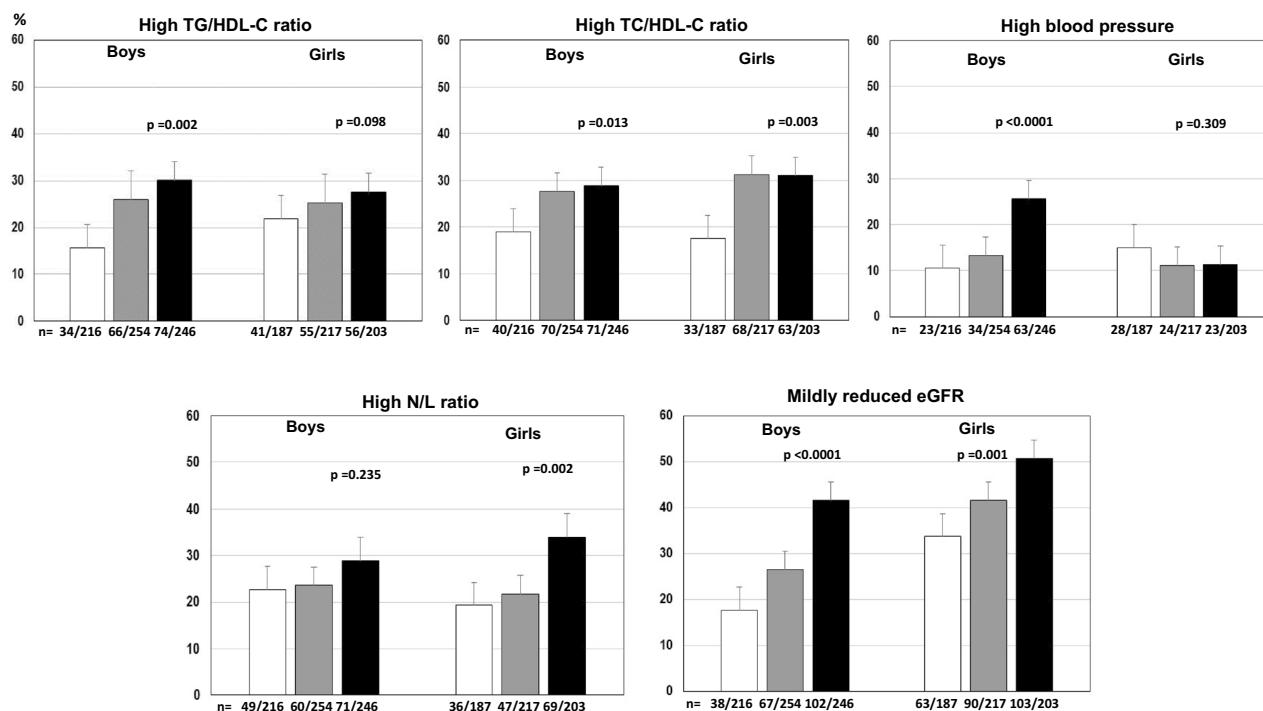 %
High TG/HDL-C ratio
60
50
40
30
20
10
0
Boys
Girls
p =0.002
p =0.098
n= 34/216 66/254 74/246 41/187 55/217 56/203
High TC/HDL-C ratio
60
50
40
30
20
10
0
Boys
Girls
p =0.013
p =0.003
n= 40/216 70/254 71/246 33/187 68/217 63/203
High blood pressure
60
50
40
30
20
10
0
Boys
Girls
p <0.0001
p =0.309
n= 23/216 34/254 63/246 28/187 24/217 23/203
High N/L ratio
60
50
40
30
20
10
0
Boys
Girls
p =0.235
p =0.002
n= 49/216 60/254 71/246 36/187 47/217 69/203
Mildly reduced eGFR
60
50
40
30
20
10
0
Boys
Girls
p <0.0001
p =0.001
n= 38/216 67/254 102/246 63/187 90/217 103/203